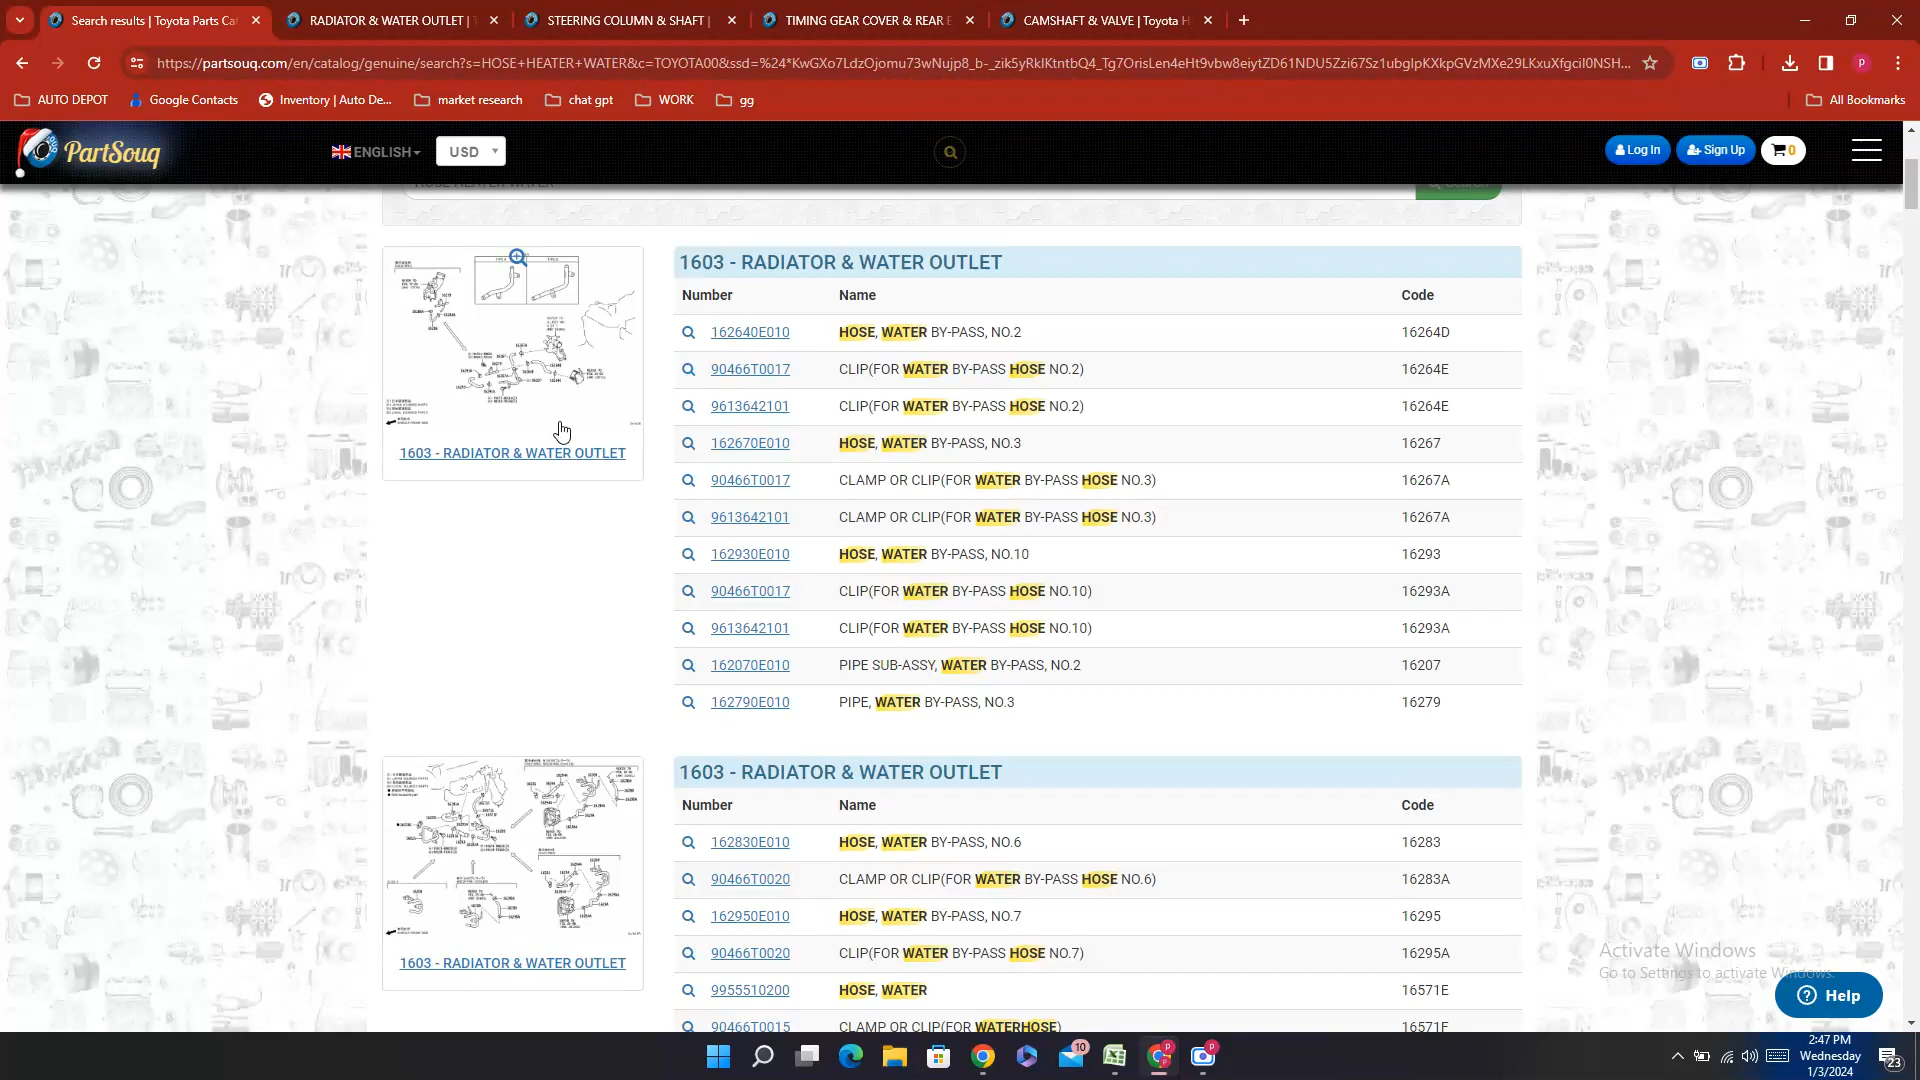 Search results | Toyota Parts Cat
RADIATOR & WATER OUTLET | T
STEERING COLUMN & SHAFT |
TIMING GEAR COVER & REAR E
CAMSHAFT & VALVE | Toyota H
AUTO DEPOT
Google Contacts
Inventory | Auto De...
market research
chat gpt
WORK
gg
All Bookmarks
PartSouq
ENGLISH
USD
Log In
Sign Up
0
HOSE HEATER WATER
Search
1603 - RADIATOR & WATER OUTLET
Number Name Code
162640E010 HOSE, WATER BY-PASS, NO.2 16264D
90466T0017 CLIP(FOR WATER BY-PASS HOSE NO.2) 16264E
9613642101 CLIP(FOR WATER BY-PASS HOSE NO.2) 16264E
162670E010 HOSE, WATER BY-PASS, NO.3 16267
90466T0017 CLAMP OR CLIP(FOR WATER BY-PASS HOSE NO.3) 16267A
9613642101 CLAMP OR CLIP(FOR WATER BY-PASS HOSE NO.3) 16267A
162930E010 HOSE, WATER BY-PASS, NO.10 16293
90466T0017 CLIP(FOR WATER BY-PASS HOSE NO.10) 16293A
9613642101 CLIP(FOR WATER BY-PASS HOSE NO.10) 16293A
162070E010 PIPE SUB-ASSY, WATER BY-PASS, NO.2 16207
162790E010 PIPE, WATER BY-PASS, NO.3 16279
1603 - RADIATOR & WATER OUTLET
1603 - RADIATOR & WATER OUTLET
Number Name Code
162830E010 HOSE, WATER BY-PASS, NO.6 16283
90466T0020 CLAMP OR CLIP(FOR WATER BY-PASS HOSE NO.6) 16283A
162950E010 HOSE, WATER BY-PASS, NO.7 16295
90466T0020 CLIP(FOR WATER BY-PASS HOSE NO.7) 16295A
9955510200 HOSE, WATER 16571E
90466T0015 CLAMP OR CLIP(FOR WATERHOSE) 16571F
1603 - RADIATOR & WATER OUTLET
Activate Windows
Go to Settings to activate Windows.
Help
10
2:47 PM
Wednesday
1/3/2024
23